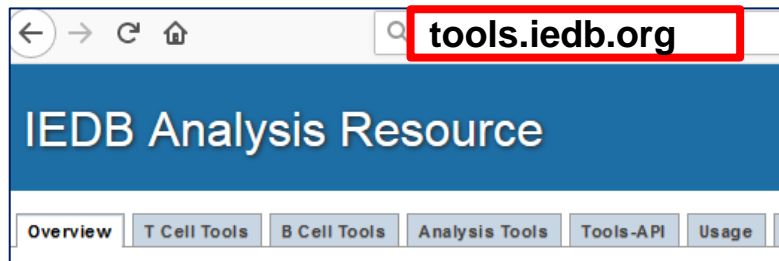 tools.iedb.org
IEDB Analysis Resource
Overview T Cell Tools B Cell Tools Analysis Tools Tools-API Usage